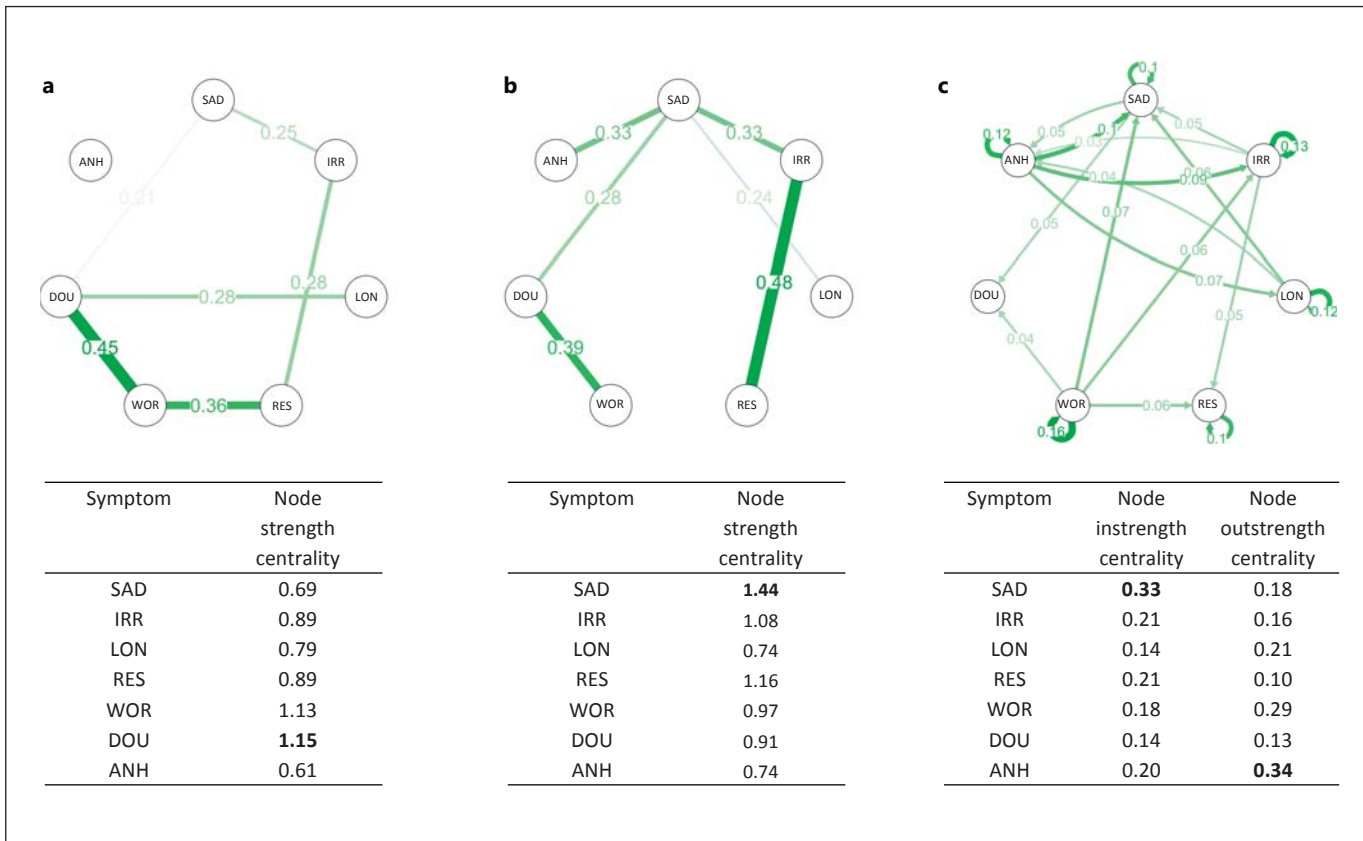 a
SAD
0.25
ANH
IRR
0.21
0.28
DOU
0.28
LON
0.45
WOR
0.36
RES
b
SAD
0.33
0.33
ANH
IRR
0.28
0.24
DOU
0.48
LON
0.39
WOR
RES
c
0.1
SAD
0.05
0.1
0.05
0.12
0.03
0.13
ANH
IRR
0.04
0.09
0.07
0.05
0.06
DOU
0.07
LON
0.12
0.05
0.04
WOR
0.06
RES
0.16
0.1
Symptom Node
strength
centrality
SAD 0.69
IRR 0.89
LON 0.79
RES 0.89
WOR 1.13
DOU 1.15
ANH 0.61
Symptom Node
strength
centrality
SAD 1.44
IRR 1.08
LON 0.74
RES 1.16
WOR 0.97
DOU 0.91
ANH 0.74
Symptom Node Node
instrength outstrength
centrality centrality
SAD 0.33 0.18
IRR 0.21 0.16
LON 0.14 0.21
RES 0.21 0.10
WOR 0.18 0.29
DOU 0.14 0.13
ANH 0.20 0.34